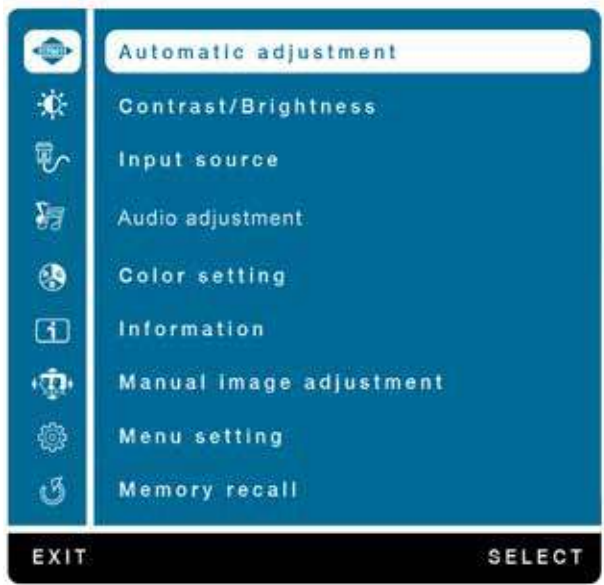 Automatic adjustment
Contrast/Brightness
Input source
Audio adjustment
Color setting
Information
Manual image adjustment
Menu setting
Memory recall
EXIT SELECT